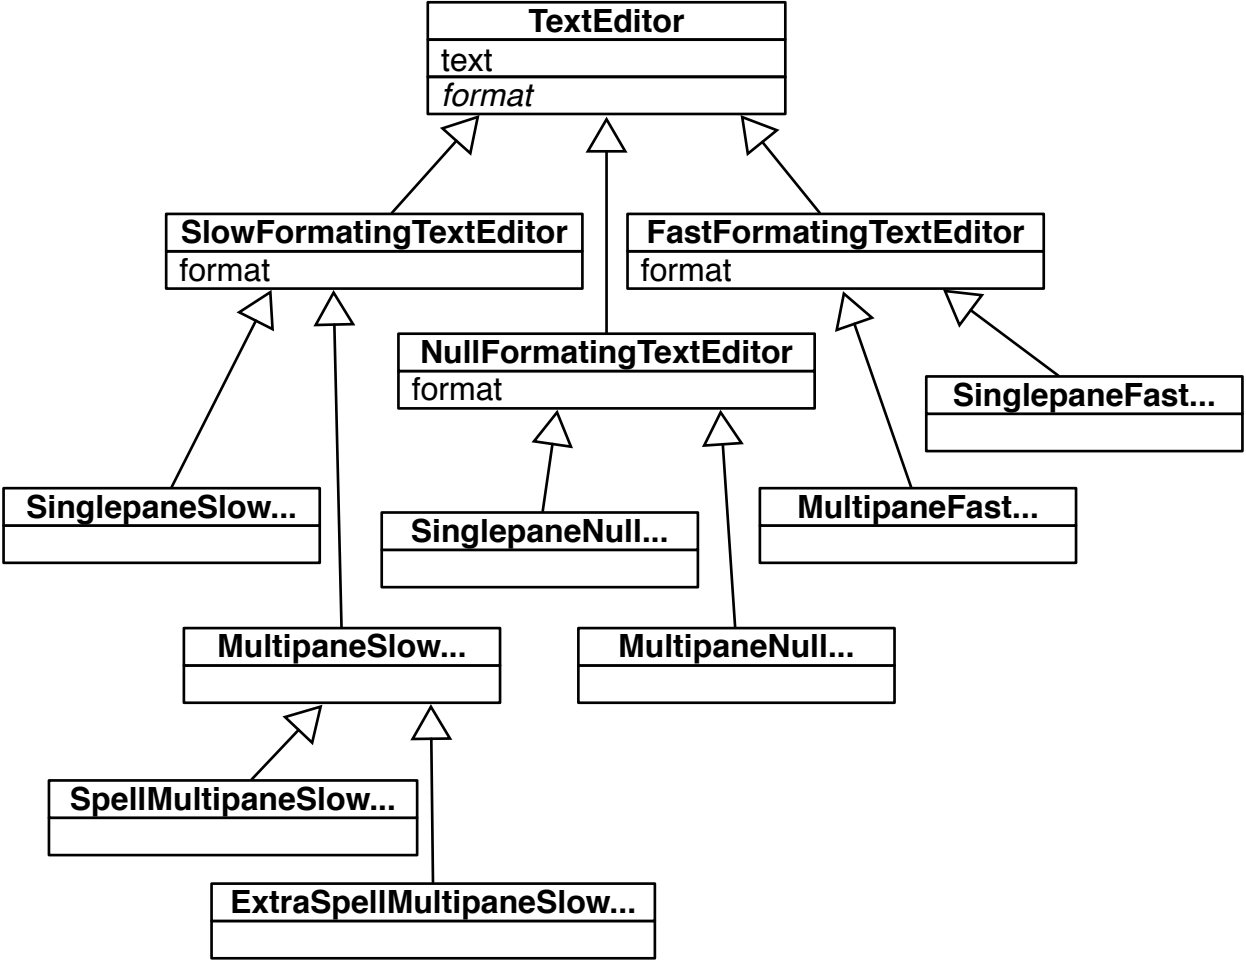 TextEditor
text
format
SlowFormatingTextEditor
format
FastFormatingTextEditor
format
NullFormatingTextEditor
format
SinglepaneFast...
SinglepaneSlow...
SinglepaneNull...
MultipaneFast...
MultipaneSlow...
MultipaneNull...
SpellMultipaneSlow...
ExtraSpellMultipaneSlow...